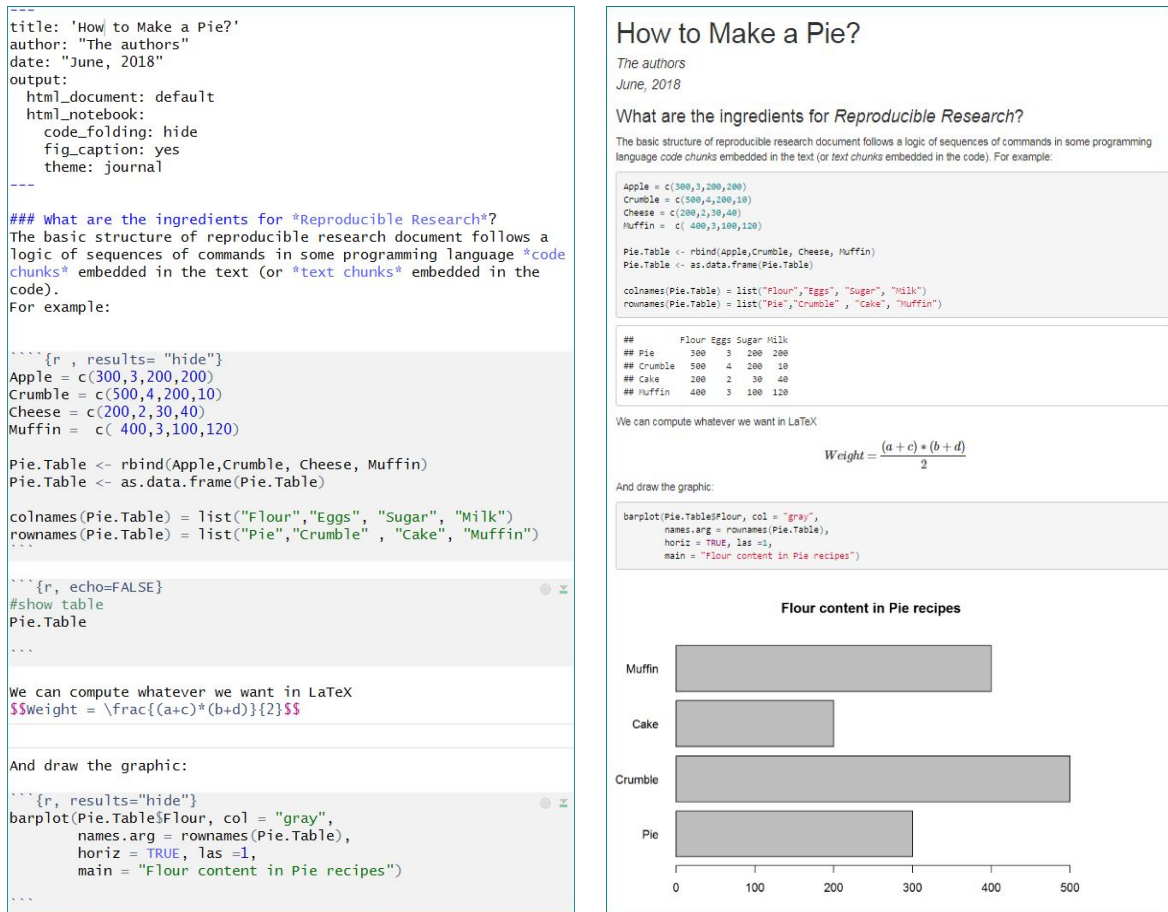 ---
title: 'How to Make a Pie?'
author: "The authors"
date: "June, 2018"
output:
  html_document: default
  html_notebook:
    code_folding: hide
    fig_caption: yes
    theme: journal
---
### What are the ingredients for *Reproducible Research*?
The basic structure of reproducible research document follows a
logic of sequences of commands in some programming language *code
chunks* embedded in the text (or *text chunks* embedded in the
code).
For example:
````{r , results= "hide"}
Apple = c(300,3,200,200)
Crumble = c(500,4,200,10)
Cheese = c(200,2,30,40)
Muffin =  c( 400,3,100,120)
Pie.Table <- rbind(Apple,Crumble, Cheese, Muffin)
Pie.Table <- as.data.frame(Pie.Table)
colnames(Pie.Table) = list("Flour","Eggs", "Sugar", "Milk")
rownames(Pie.Table) = list("Pie","Crumble" , "Cake", "Muffin")
```
```{r, echo=FALSE}
#show table
Pie.Table
```
We can compute whatever we want in LaTeX
$$Weight = \frac{(a+c)*(b+d)}{2}$$
And draw the graphic:
```{r, results="hide"}
barplot(Pie.Table$Flour, col = "gray",
        names.arg = rownames(Pie.Table),
        horiz = TRUE, las =1,
        main = "Flour content in Pie recipes")
```
How to Make a Pie?
The authors
June, 2018
What are the ingredients for Reproducible Research?
The basic structure of reproducible research document follows a logic of sequences of commands in some programming
language code chunks embedded in the text (or text chunks embedded in the code). For example:
Apple = c(300,3,200,200)
Crumble = c(500,4,200,10)
Cheese = c(200,2,30,40)
Muffin =  c( 400,3,100,120)
Pie.Table <- rbind(Apple,Crumble, Cheese, Muffin)
Pie.Table <- as.data.frame(Pie.Table)
colnames(Pie.Table) = list("Flour","Eggs", "Sugar", "Milk")
rownames(Pie.Table) = list("Pie","Crumble" , "Cake", "Muffin")
##         Flour Eggs Sugar Milk
## Pie       300    3   200  200
## Crumble   500    4   200   10
## Cake      200    2    30   40
## Muffin    400    3   100  120
We can compute whatever we want in LaTeX
Weight = (a + c) * (b + d) / 2
And draw the graphic:
barplot(Pie.Table$Flour, col = "gray",
        names.arg = rownames(Pie.Table),
        horiz = TRUE, las =1,
        main = "Flour content in Pie recipes")
Flour content in Pie recipes
Muffin
Cake
Crumble
Pie
0 100 200 300 400 500